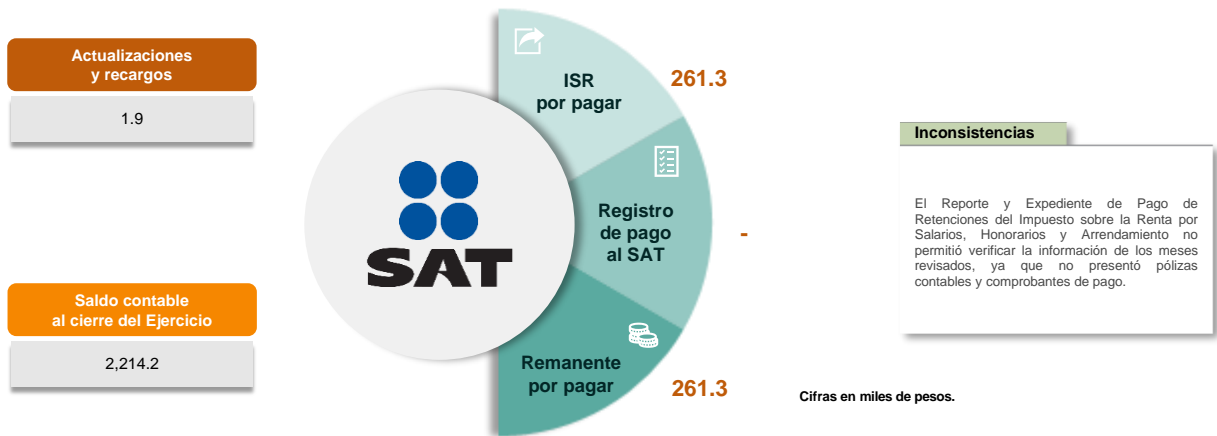 Actualizaciones
y recargos
1.9
Saldo contable
al cierre del Ejercicio
2,214.2
SAT
ISR
por pagar
261.3
Registro
de pago
al SAT
-
Remanente
por pagar
261.3
Inconsistencias
El Reporte y Expediente de Pago de
Retenciones del Impuesto sobre la Renta por
Salarios, Honorarios y Arrendamiento no
permitió verificar la información de los meses
revisados, ya que no presentó pólizas
contables y comprobantes de pago.
Cifras en miles de pesos.